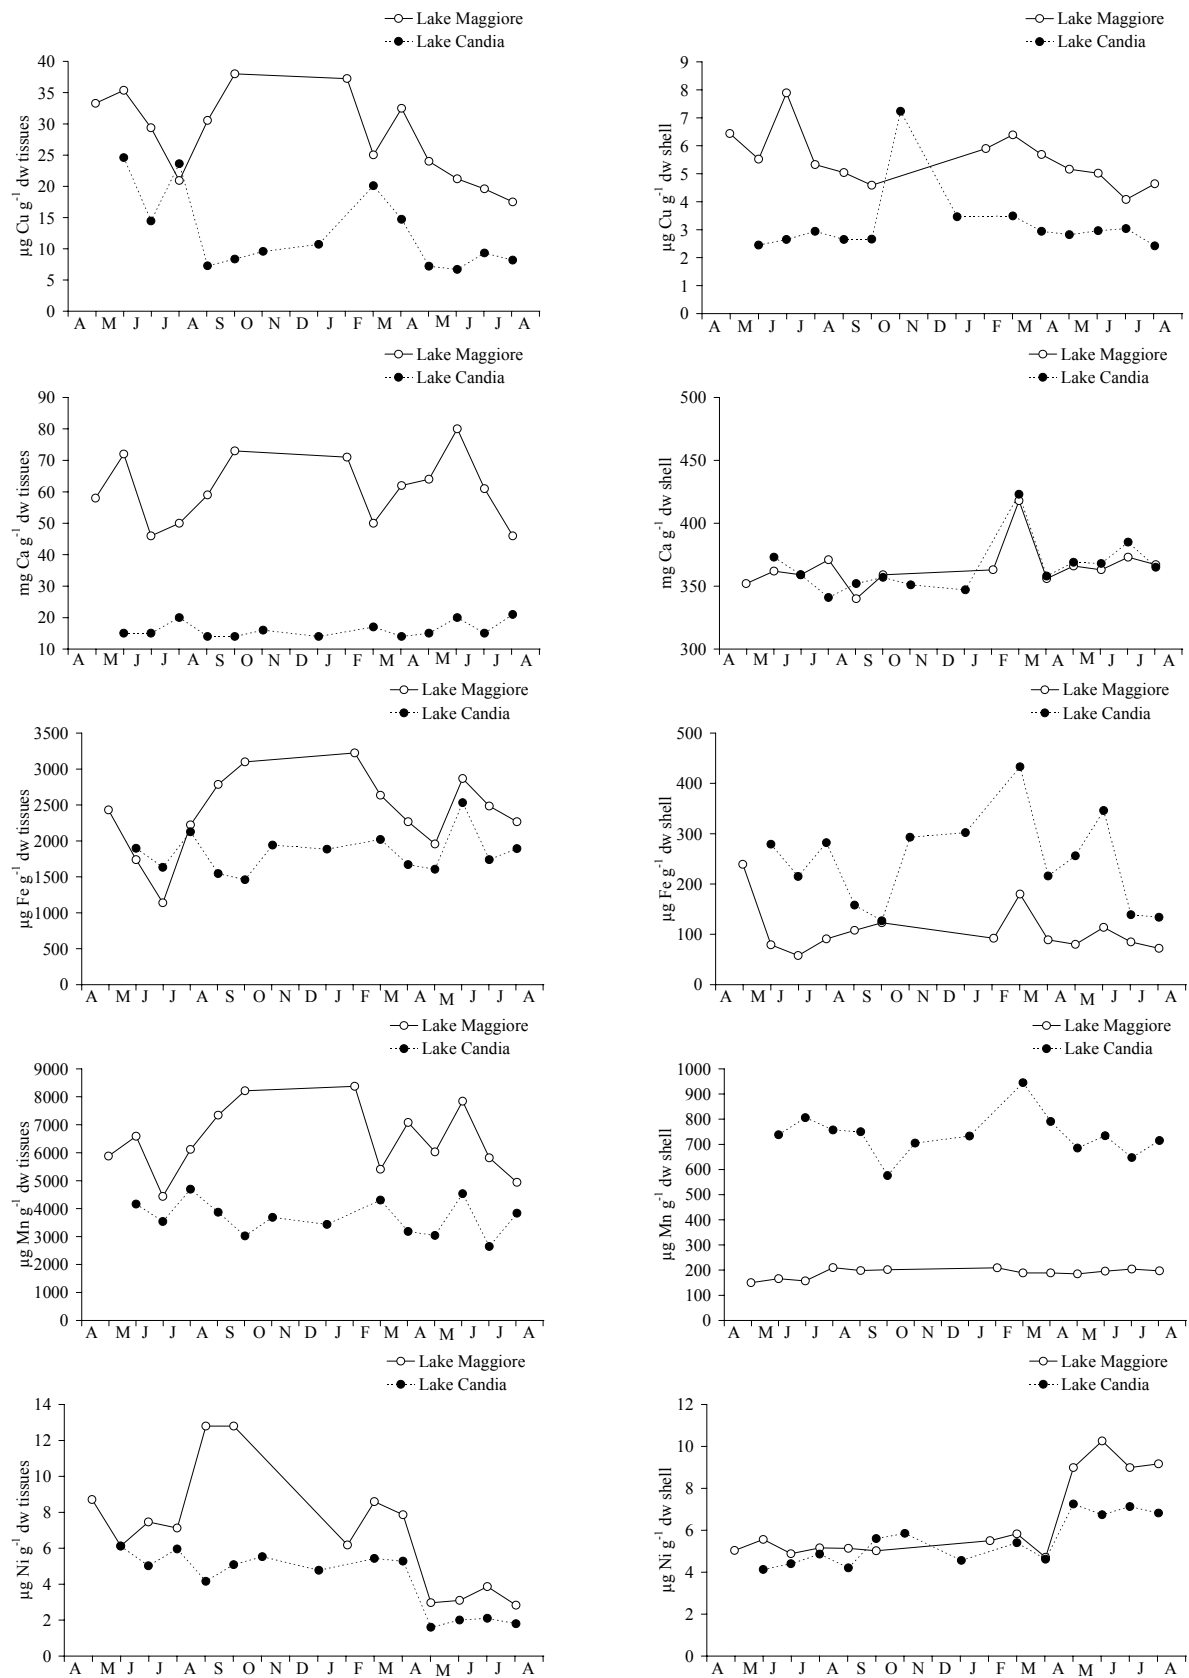 Lake Maggiore
Lake Candia
40
35
30
25
20
15
10
5
0
µg Cu g-1 dw tissues
A M J J A S O N D J F M A M J J A
Lake Maggiore
Lake Candia
9
8
7
6
5
4
3
2
1
0
µg Cu g-1 dw shell
A M J J A S O N D J F M A M J J A
Lake Maggiore
Lake Candia
90
80
70
60
50
40
30
20
10
mg Ca g-1 dw tissues
A M J J A S O N D J F M A M J J A
Lake Maggiore
Lake Candia
500
450
400
350
300
mg Ca g-1 dw shell
A M J J A S O N D J F M A M J J A
Lake Maggiore
Lake Candia
3500
3000
2500
2000
1500
1000
500
0
µg Fe g-1 dw tissues
A M J J A S O N D J F M A M J J A
Lake Maggiore
Lake Candia
500
400
300
200
100
0
µg Fe g-1 dw shell
A M J J A S O N D J F M A M J J A
Lake Maggiore
Lake Candia
9000
8000
7000
6000
5000
4000
3000
2000
1000
0
µg Mn g-1 dw tissues
A M J J A S O N D J F M A M J J A
Lake Maggiore
Lake Candia
1000
900
800
700
600
500
400
300
200
100
0
µg Mn g-1 dw shell
A M J J A S O N D J F M A M J J A
Lake Maggiore
Lake Candia
14
12
10
8
6
4
2
0
µg Ni g-1 dw tissues
A M J J A S O N D J F M A M J J A
Lake Maggiore
Lake Candia
12
10
8
6
4
2
0
µg Ni g-1 dw shell
A M J J A S O N D J F M A M J J A